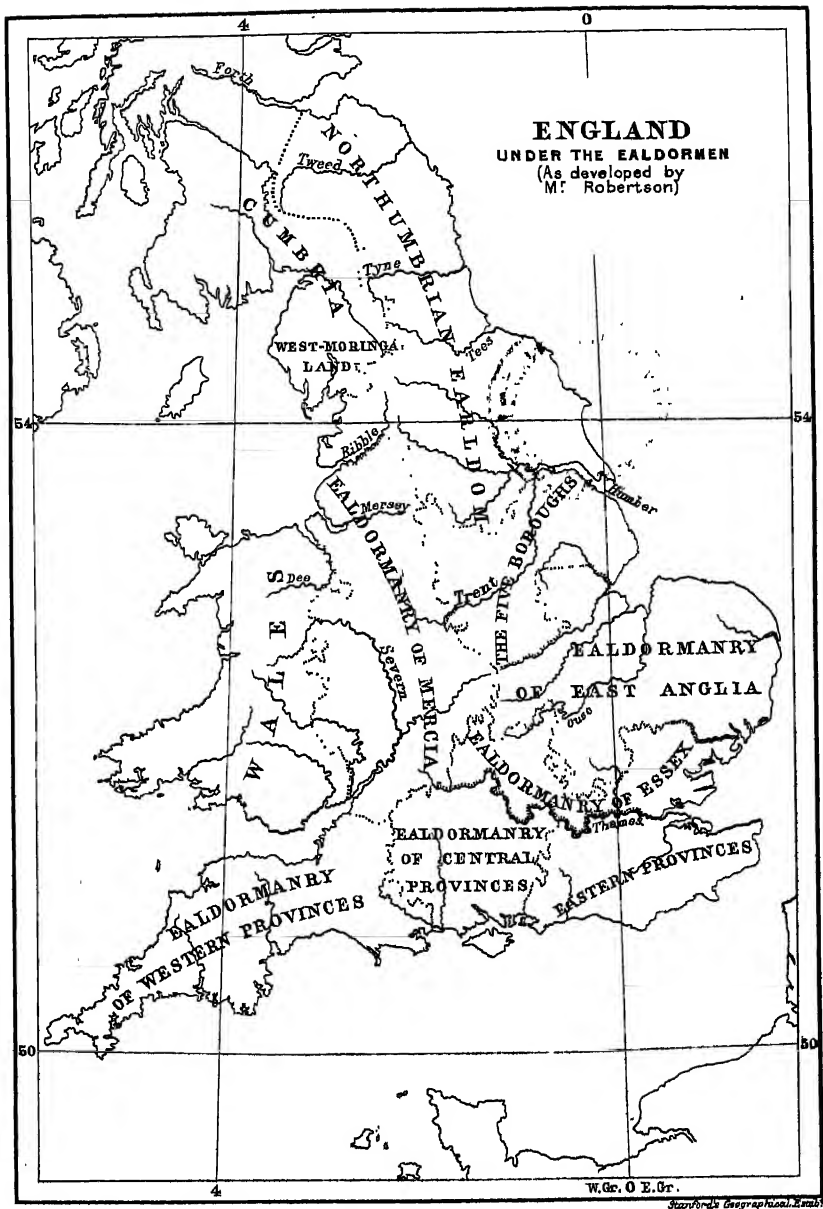 4
0
ENGLAND
UNDER THE EALDORMEN
(As developed by
Mr. Robertson)
Forth
NORTHUMBRIAN EARLDOM
Tweed
CUMBRIA
Tyne
WEST-MORINGA
LAND
Tees
54
54
Ribble
Humber
EALDORMANRY OF MERCIA
Mersey
THE FIVE BOROUGHS
WALES
Dee
Trent
Severn
EALDORMANRY
OF EAST ANGLIA
Ouse
EALDORMANRY OF ESSEX
Thames
EALDORMANRY
OF CENTRAL
PROVINCES
EASTERN PROVINCES
EALDORMANRY
OF WESTERN PROVINCES
50
50
4
W.Gr. 0 E.Gr.
Stanford's Geographical Estab.